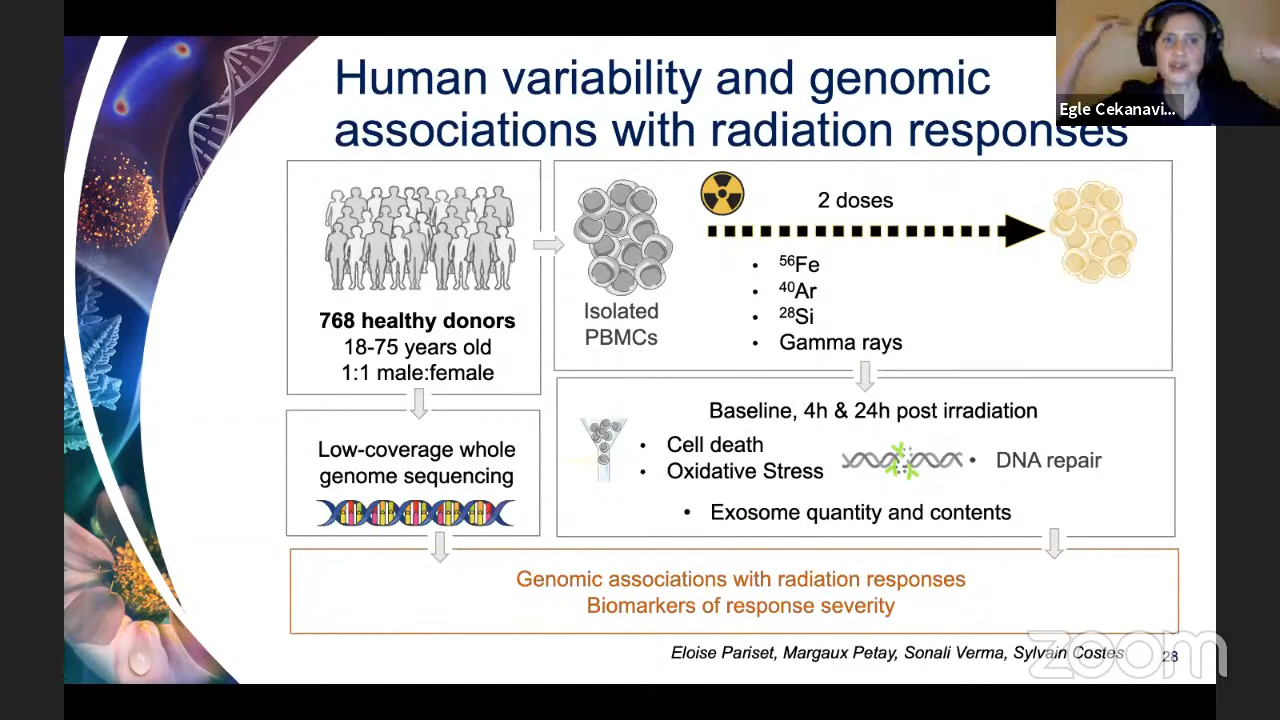 Human variability and genomic
associations with radiation responses
Egle Cekanavi...
768 healthy donors
18-75 years old
1:1 male:female
Isolated
PBMCs
2 doses
• ⁵⁶Fe
• ⁴⁰Ar
• ²⁸Si
• Gamma rays
Low-coverage whole
genome sequencing
Baseline, 4h & 24h post irradiation
• Cell death
• Oxidative Stress
• DNA repair
• Exosome quantity and contents
Genomic associations with radiation responses
Biomarkers of response severity
Eloise Pariset, Margaux Petay, Sonali Verma, Sylvain Costes
28
zoom